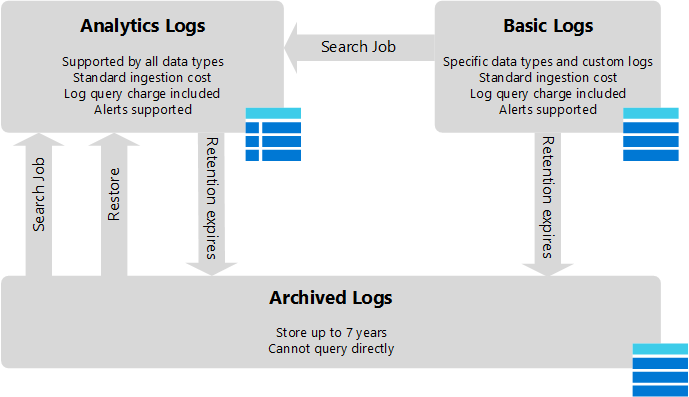 Analytics Logs
Supported by all data types
Standard ingestion cost
Log query charge included
Alerts supported
Search Job
Basic Logs
Specific data types and custom logs
Standard ingestion cost
Log query charge included
Alerts supported
Search Job
Restore
Retention expires
Retention expires
Archived Logs
Store up to 7 years
Cannot query directly